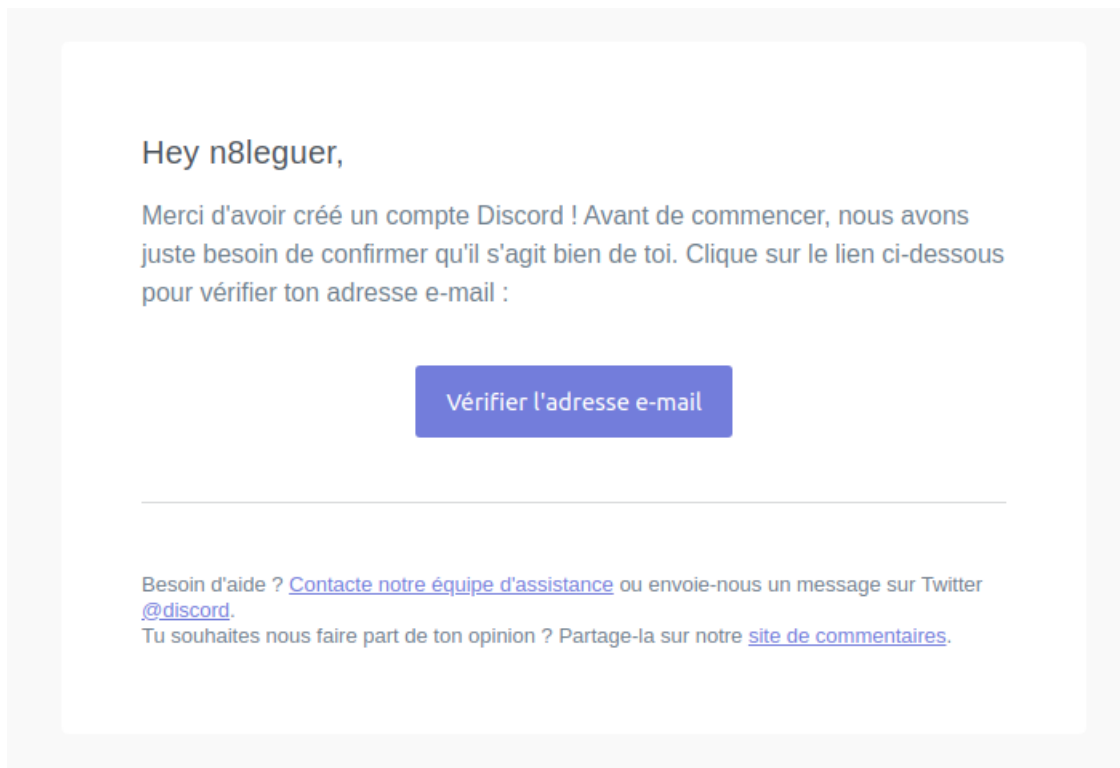 Hey n8leguer,
Merci d'avoir créé un compte Discord ! Avant de commencer, nous avons
juste besoin de confirmer qu'il s'agit bien de toi. Clique sur le lien ci-dessous
pour vérifier ton adresse e-mail :
Vérifier l'adresse e-mail
Besoin d'aide ? Contacte notre équipe d'assistance ou envoie-nous un message sur Twitter
@discord.
Tu souhaites nous faire part de ton opinion ? Partage-la sur notre site de commentaires.